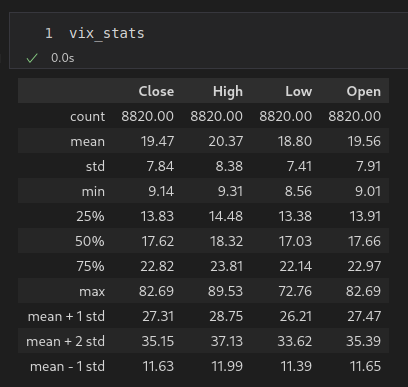 1 vix_stats
✓ 0.0s
Close High Low Open
count 8820.00 8820.00 8820.00 8820.00
mean 19.47 20.37 18.80 19.56
std 7.84 8.38 7.41 7.91
min 9.14 9.31 8.56 9.01
25% 13.83 14.48 13.38 13.91
50% 17.62 18.32 17.03 17.66
75% 22.82 23.81 22.14 22.97
max 82.69 89.53 72.76 82.69
mean + 1 std 27.31 28.75 26.21 27.47
mean + 2 std 35.15 37.13 33.62 35.39
mean - 1 std 11.63 11.99 11.39 11.65